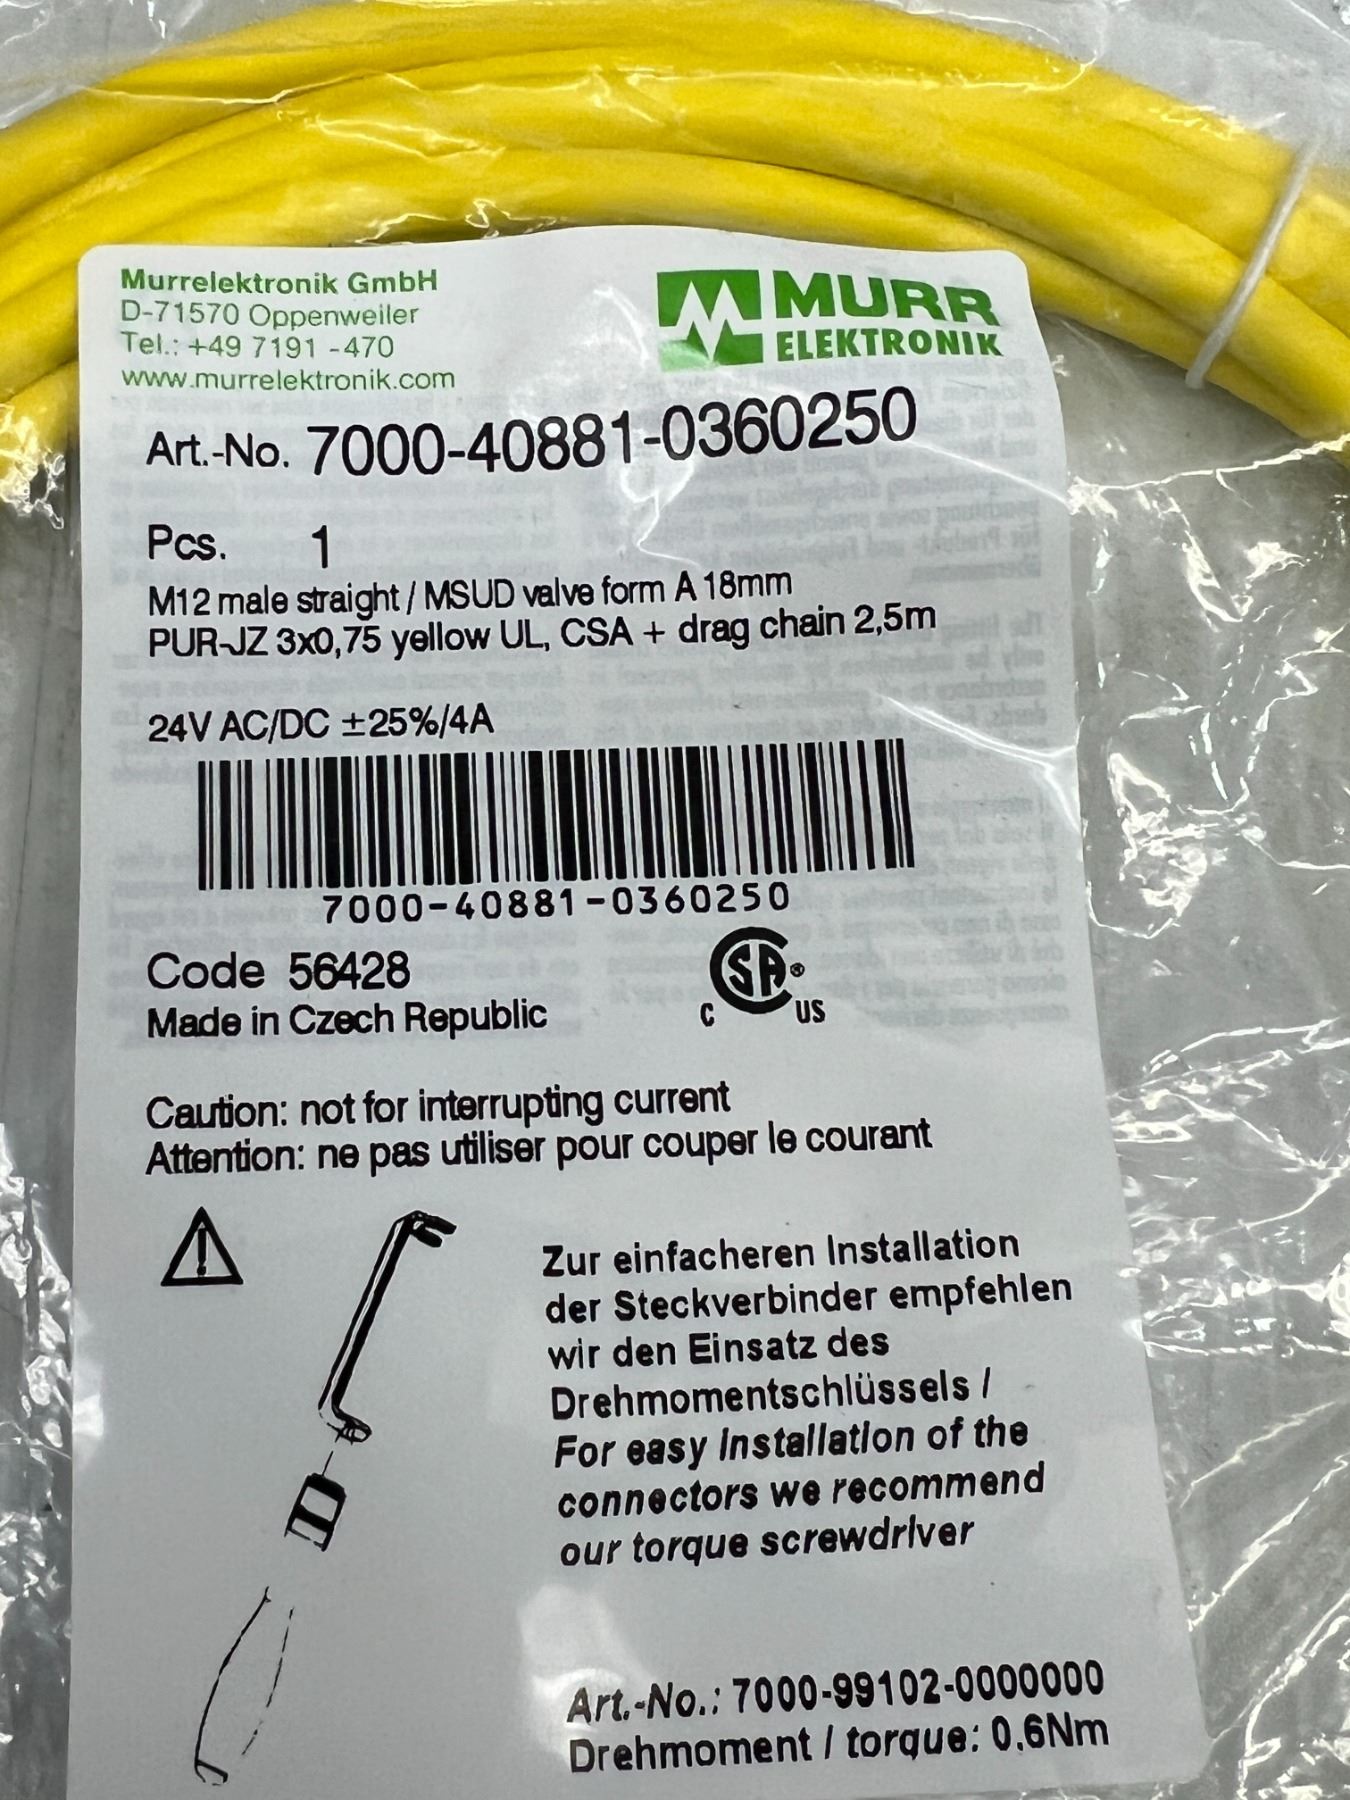 Murrelektronik GmbH
D-71570 Oppenweiler
Tel.: +49 7191 -470
www.murrelektronik.com
MURR
ELEKTRONIK
Art.-No. 7000-40881-0360250
Pcs. 1
M12 male straight / MSUD valve form A 18mm
PUR-JZ 3x0,75 yellow UL, CSA + drag chain 2,5m
24V AC/DC ±25%/4A
7000-40881-0360250
Code 56428
Made in Czech Republic
C SA ® US
Caution: not for interrupting current
Attention: ne pas utiliser pour couper le courant
Zur einfacheren Installation
der Steckverbinder empfehlen
wir den Einsatz des
Drehmomentschlüssels /
For easy installation of the
connectors we recommend
our torque screwdriver
Art.-No.: 7000-99102-0000000
Drehmoment / torque: 0,6Nm